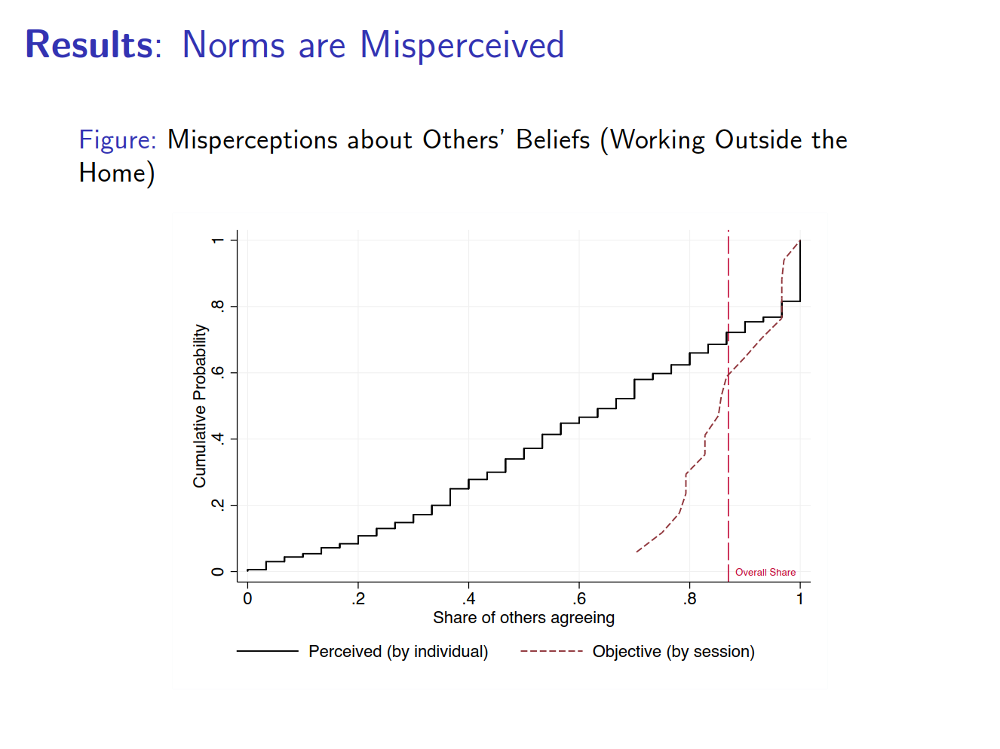 Results: Norms are Misperceived
Figure: Misperceptions about Others’ Beliefs (Working Outside the
Home)
Cumulative Probability
1
.8
.6
.4
.2
0
Overall Share
0 .2 .4 .6 .8 1
Share of others agreeing
Perceived (by individual) Objective (by session)